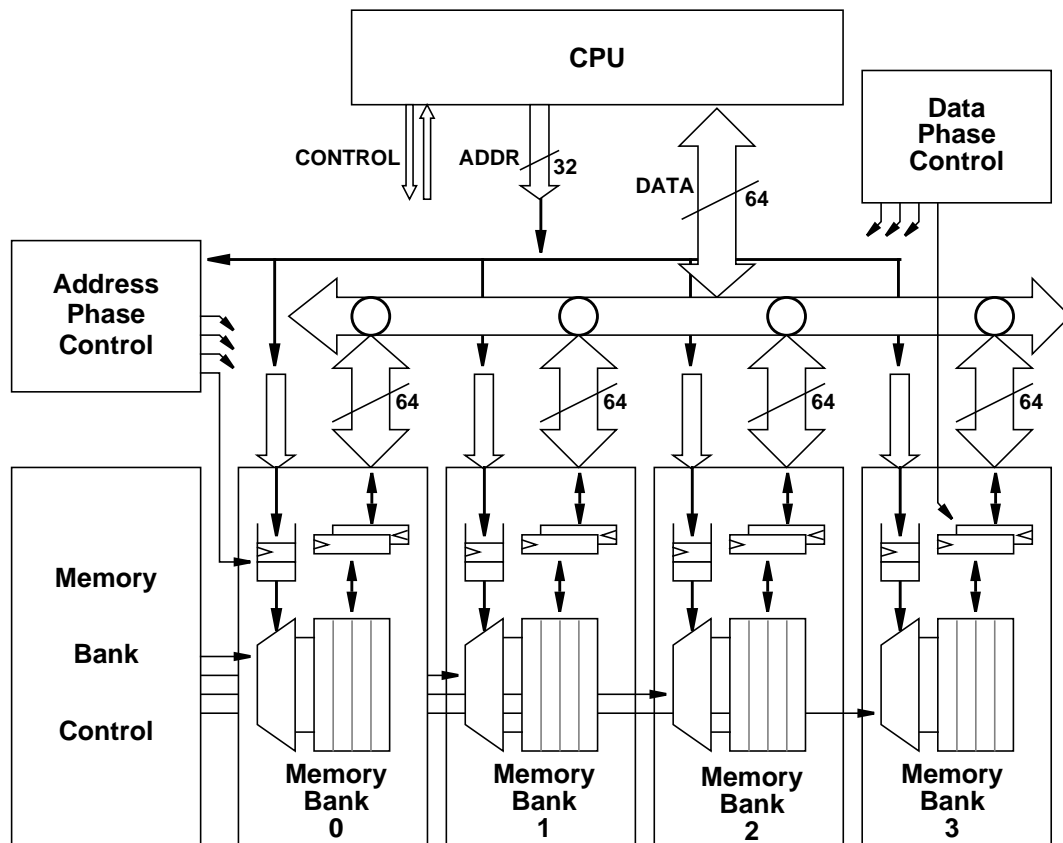 CPU
Data
Phase
Control
CONTROL
ADDR
32
DATA
64
Address
Phase
Control
64
64
64
64
Memory
Bank
Control
Memory
Bank
0
Memory
Bank
1
Memory
Bank
2
Memory
Bank
3